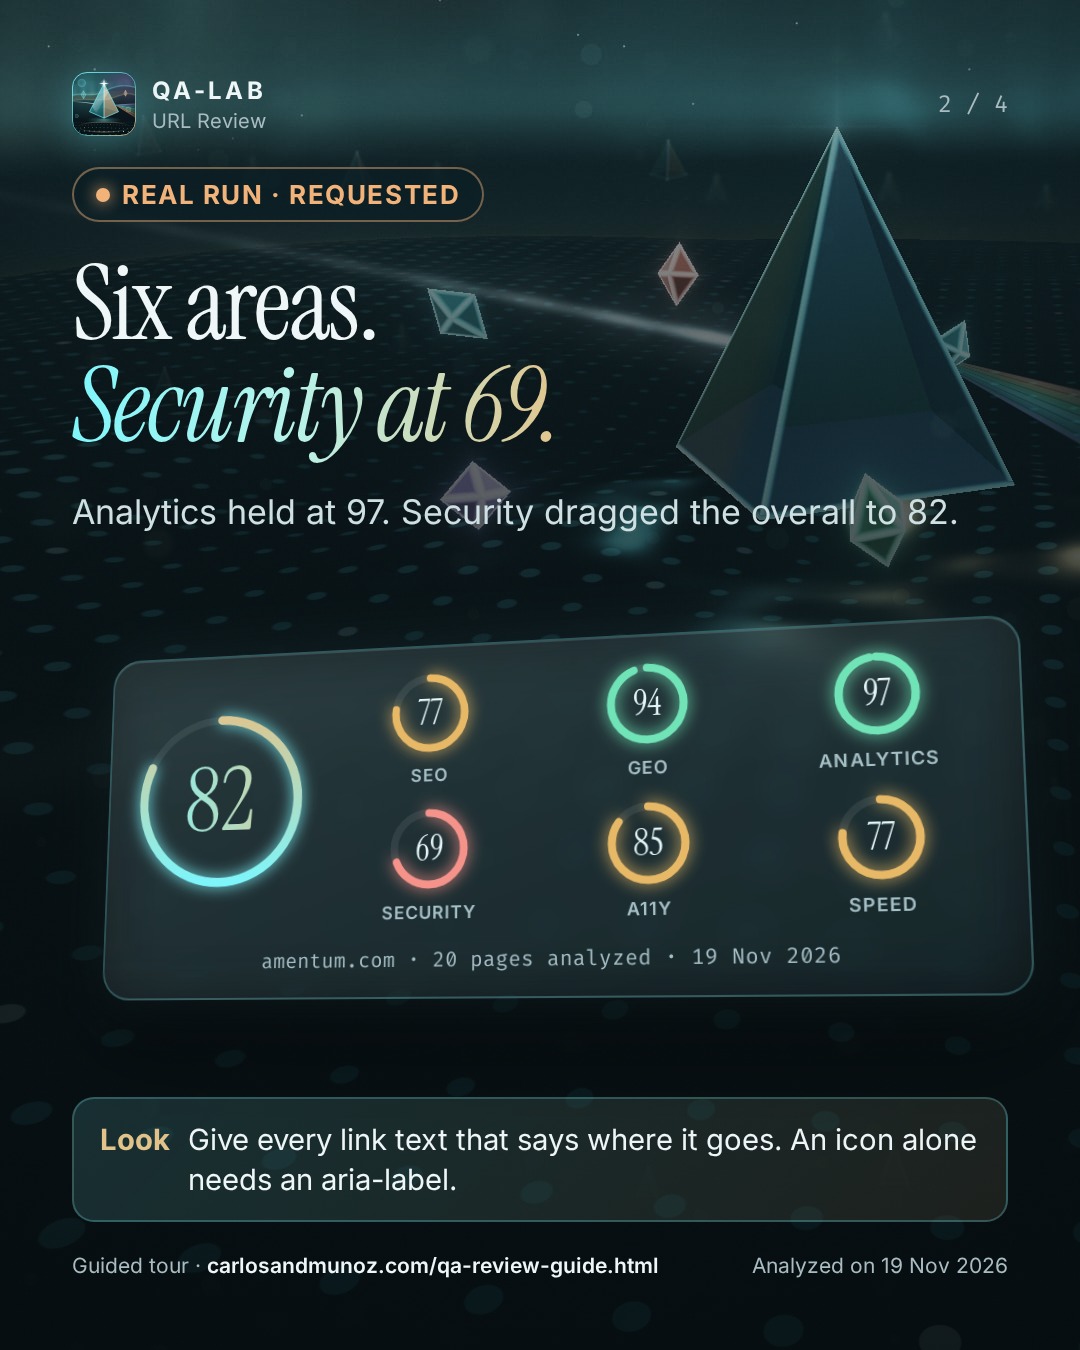 QA-LAB
URL Review
2 / 4
REAL RUN · REQUESTED
Six areas.
Security at 69.
Analytics held at 97. Security dragged the overall to 82.
82
77
SEO
94
GEO
97
ANALYTICS
69
SECURITY
85
A11Y
77
SPEED
amentum.com · 20 pages analyzed · 19 Nov 2026
Look Give every link text that says where it goes. An icon alone
needs an aria-label.
Guided tour · carlosandmunoz.com/qa-review-guide.html
Analyzed on 19 Nov 2026